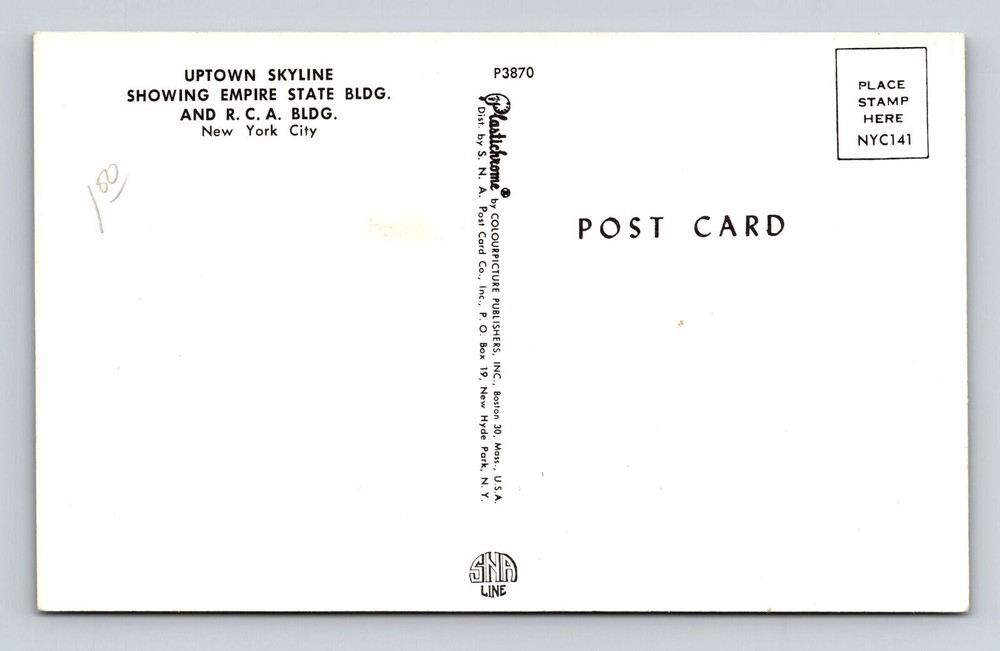 UPTOWN SKYLINE
SHOWING EMPIRE STATE BLDG.
AND R. C. A. BLDG.
New York City
1.00
P3870
Plastichrome® by COLOURPICTURE PUBLISHERS, INC., Boston 30, Mass., U.S.A.
Dist. by S. N. A. Post Card Co., Inc., P. O. Box 19, New Hyde Park, N. Y.
SNA
LINE
PLACE
STAMP
HERE
NYC141
POST CARD